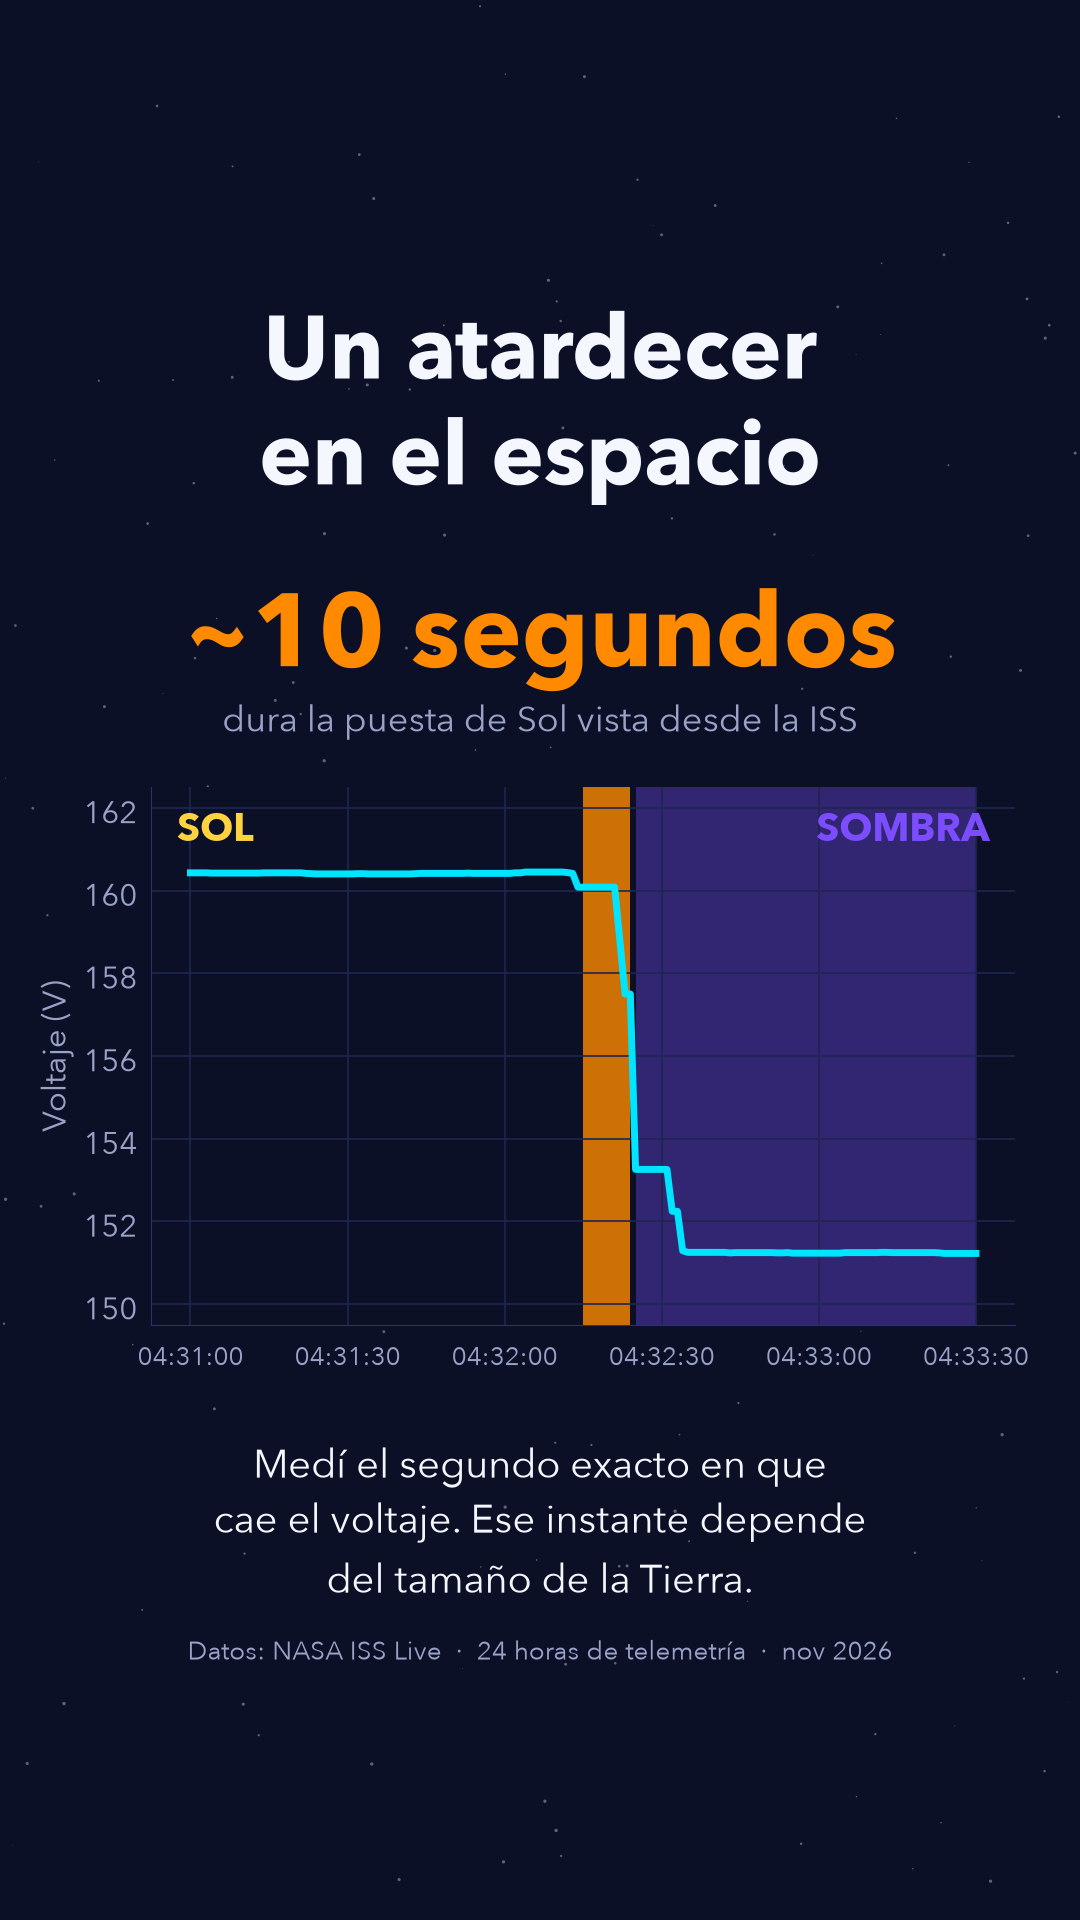 Un atardecer
en el espacio
~10 segundos
dura la puesta de Sol vista desde la ISS
SOL
SOMBRA
Voltaje (V)
162
160
158
156
154
152
150
04:31:00 04:31:30 04:32:00 04:32:30 04:33:00 04:33:30
Medí el segundo exacto en que
cae el voltaje. Ese instante depende
del tamaño de la Tierra.
Datos: NASA ISS Live · 24 horas de telemetría · nov 2026